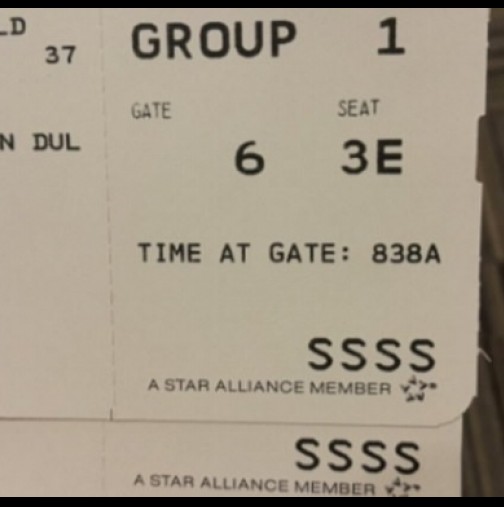 LD
37
GROUP 1
GATE SEAT
N DUL
6 3E
TIME AT GATE: 838A
SSSS
A STAR ALLIANCE MEMBER
SSSS
A STAR ALLIANCE MEMBER